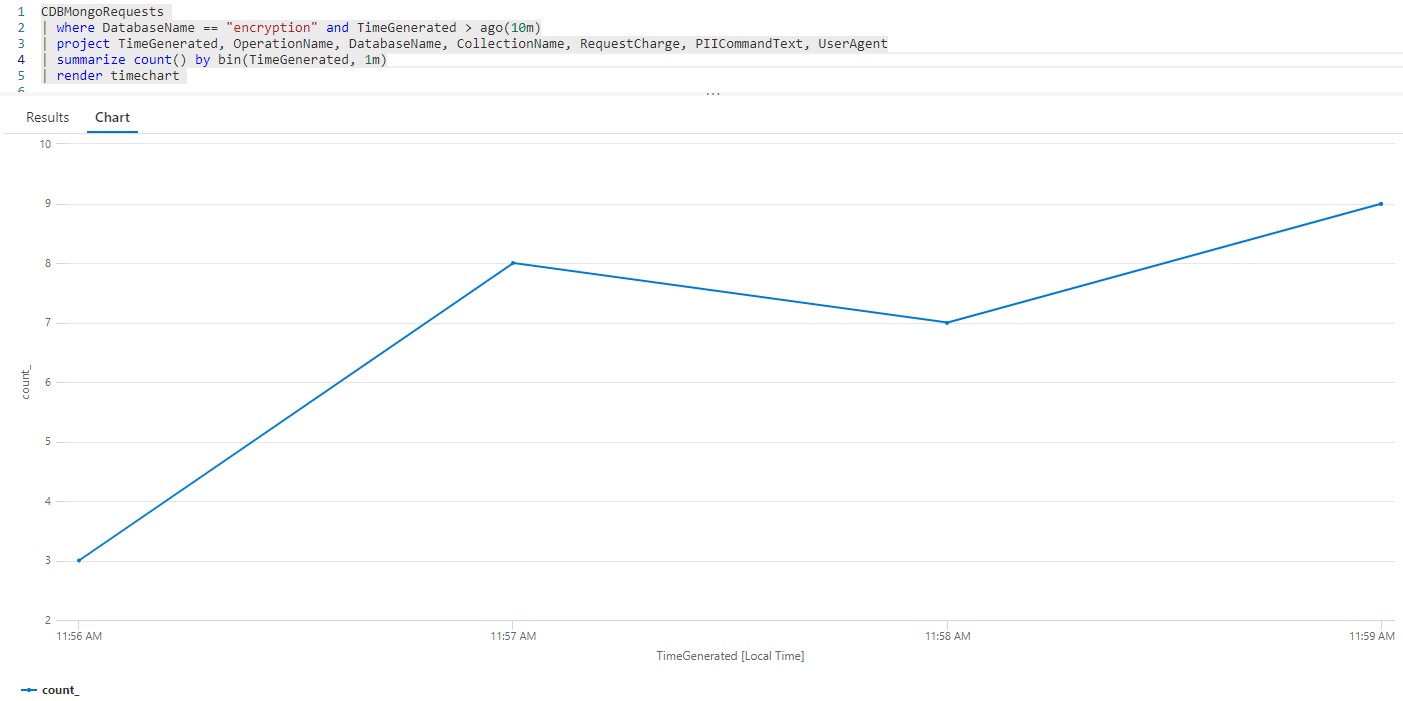 1 CDBMongoRequests
2 | where DatabaseName == "encryption" and TimeGenerated > ago(10m)
3 | project TimeGenerated, OperationName, DatabaseName, CollectionName, RequestCharge, PIICommandText, UserAgent
4 | summarize count() by bin(TimeGenerated, 1m)
5 | render timechart
6
...
Results Chart
10
9
8
7
6
5
4
3
2
count_
11:56 AM 11:57 AM 11:58 AM 11:59 AM
TimeGenerated [Local Time]
count_